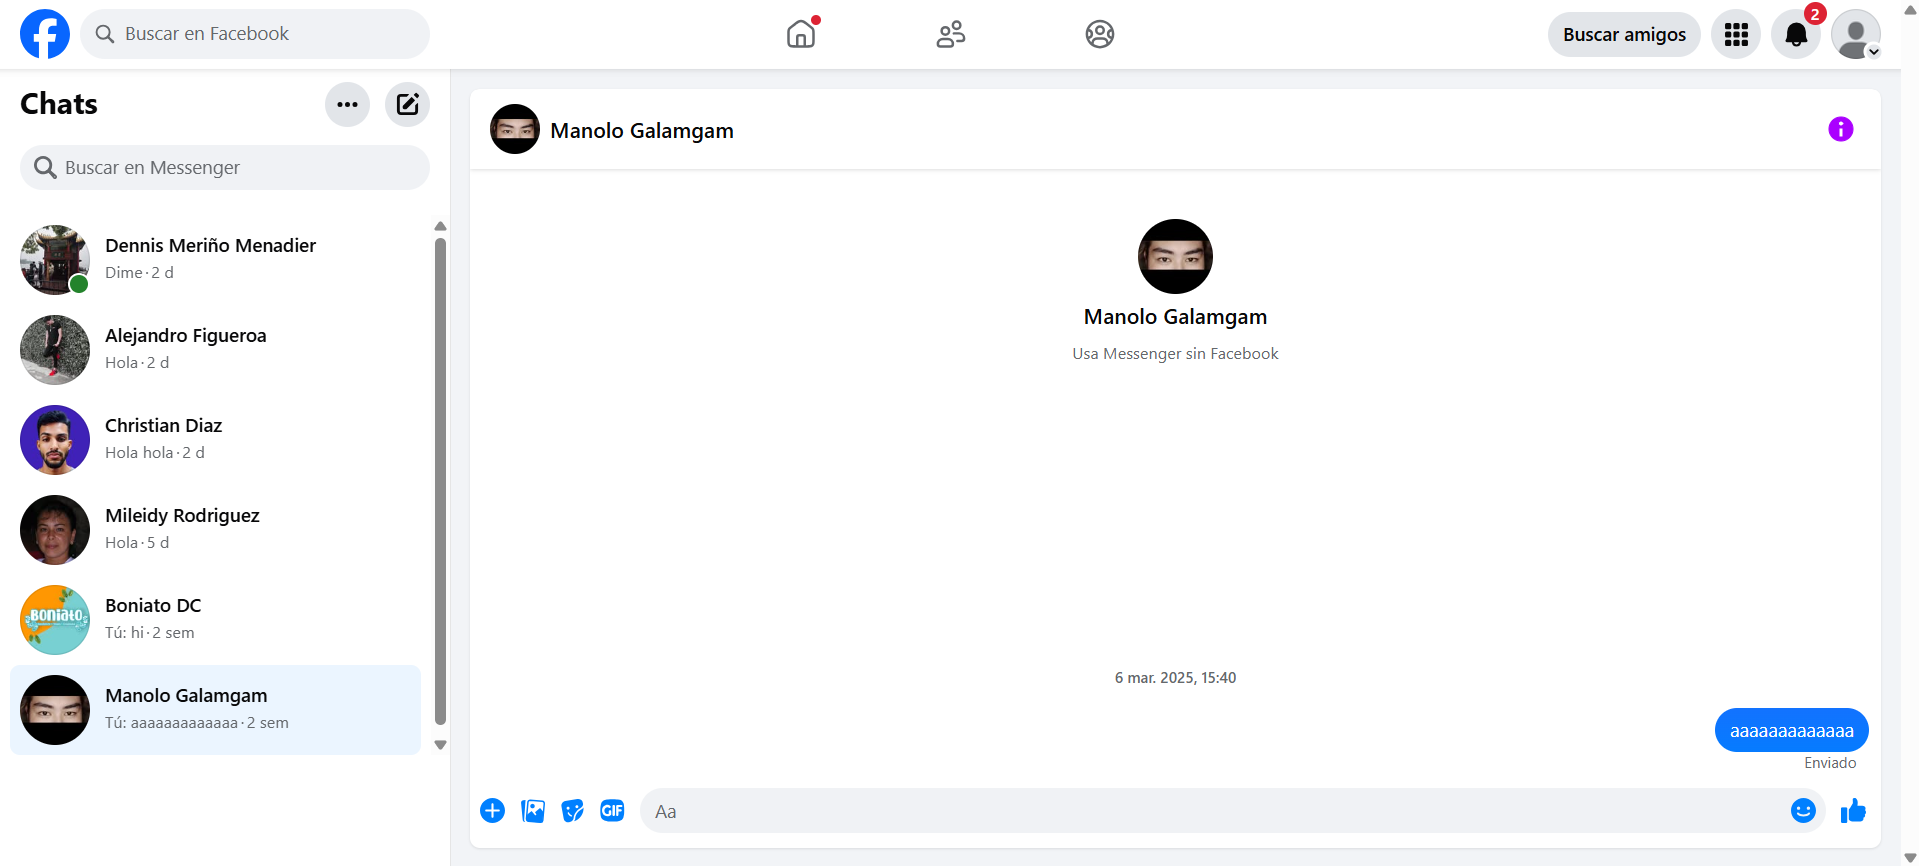 Buscar en Facebook
Buscar amigos
2
Chats
Buscar en Messenger
Dennis Meriño Menadier
Dime · 2 d
Alejandro Figueroa
Hola · 2 d
Christian Diaz
Hola hola · 2 d
Mileidy Rodriguez
Hola · 5 d
BONIATO
Boniato DC
Tú: hi · 2 sem
Manolo Galamgam
Tú: aaaaaaaaaaaaa · 2 sem
Manolo Galamgam
Manolo Galamgam
Usa Messenger sin Facebook
6 mar. 2025, 15:40
aaaaaaaaaaaaa
Enviado
GIF
Aa